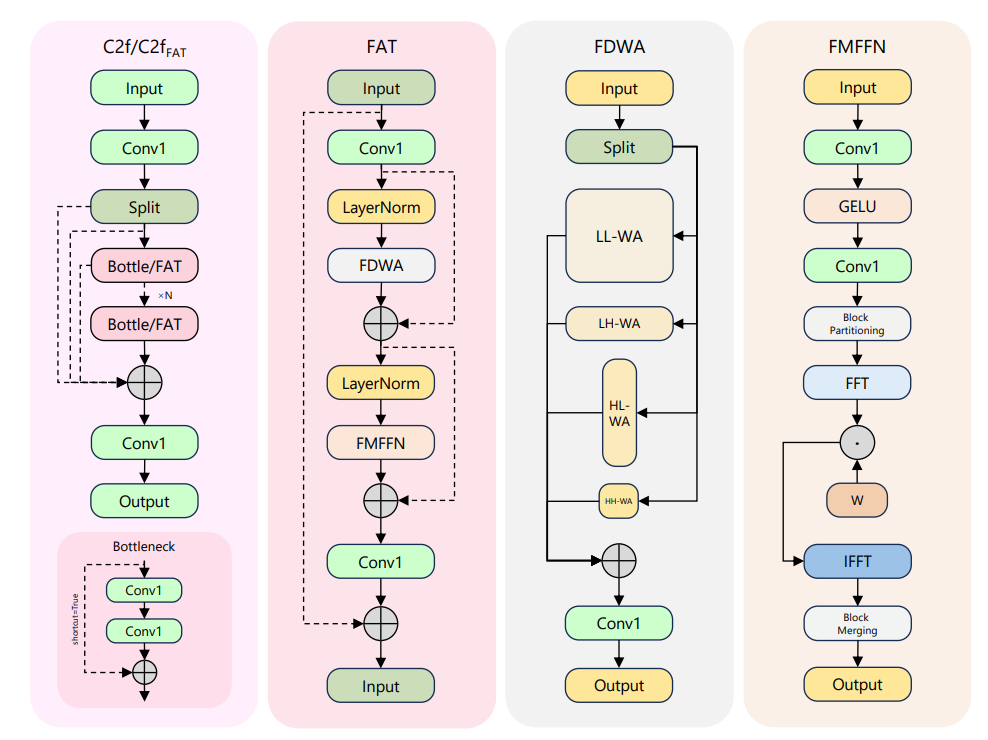 C2f/C2fFAT
Input
Conv1
Split
Bottle/FAT
×N
Bottle/FAT
Conv1
Output
Bottleneck
Conv1
Conv1
shortcut=True
FAT
Input
Conv1
LayerNorm
FDWA
LayerNorm
FMFFN
Conv1
Input
FDWA
Input
Split
LL-WA
LH-WA
HL-
WA
HH-WA
Conv1
Output
FMFFN
Input
Conv1
GELU
Conv1
Block
Partitioning
FFT
W
IFFT
Block
Merging
Output